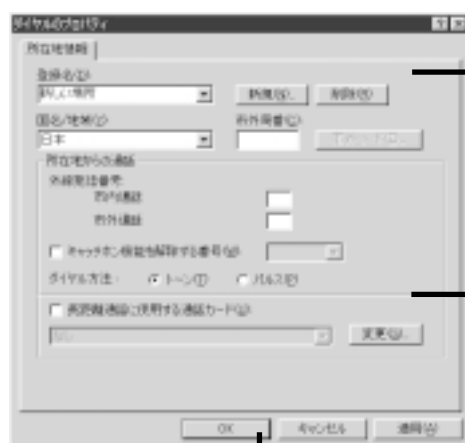 ダイヤルのプロパティ
所在地情報
登録名(I):
新しい場所
新規(N)...
削除(R)
国名/地域(C):
市外局番(C):
日本
所在地からの通話
外線発信番号:
市内通話
市外通話
キャッチホン機能を解除する番号(W):
ダイヤル方法:
トーン(T)
パルス(P)
長距離通話に使用する通話カード(U):
なし
変更(G)...
OK
キャンセル
適用(A)